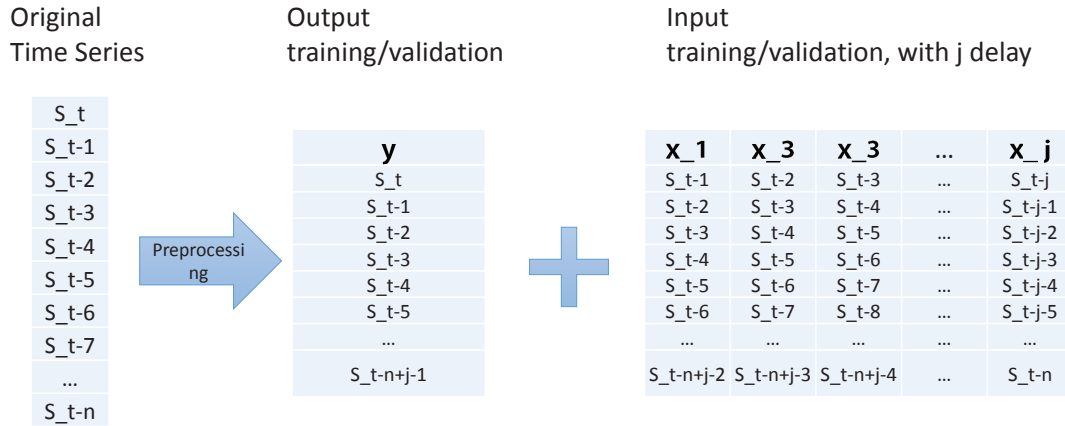 Original
Time Series
Output
training/validation
Input
training/validation, with j delay
S_t
S_t-1
S_t-2
S_t-3
S_t-4
S_t-5
S_t-6
S_t-7
...
S_t-n
Preprocessi
ng
y
S_t
S_t-1
S_t-2
S_t-3
S_t-4
S_t-5
...
S_t-n+j-1
x_1 x_3 x_3 ... x_j
S_t-1 S_t-2 S_t-3 ... S_t-j
S_t-2 S_t-3 S_t-4 ... S_t-j-1
S_t-3 S_t-4 S_t-5 ... S_t-j-2
S_t-4 S_t-5 S_t-6 ... S_t-j-3
S_t-5 S_t-6 S_t-7 ... S_t-j-4
S_t-6 S_t-7 S_t-8 ... S_t-j-5
... ... ... ... ...
S_t-n+j-2 S_t-n+j-3 S_t-n+j-4 ... S_t-n